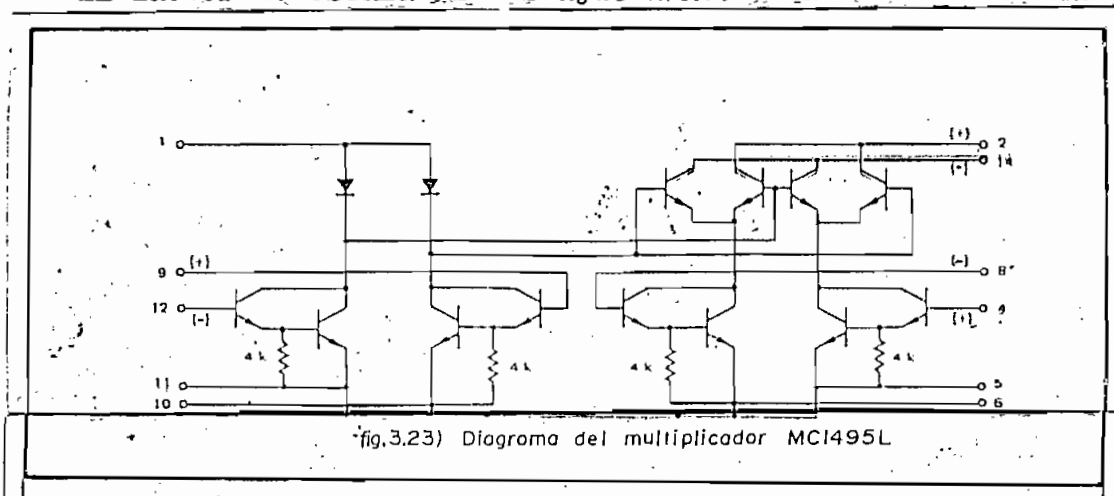 (+)
1 2
14
(-)
9 (+) (-) 8
12 (-) (+) 4
4 k 4 k 4 k 4 k
11 5
10 6
fig.3.23) Diagrama del multiplicador MC1495L